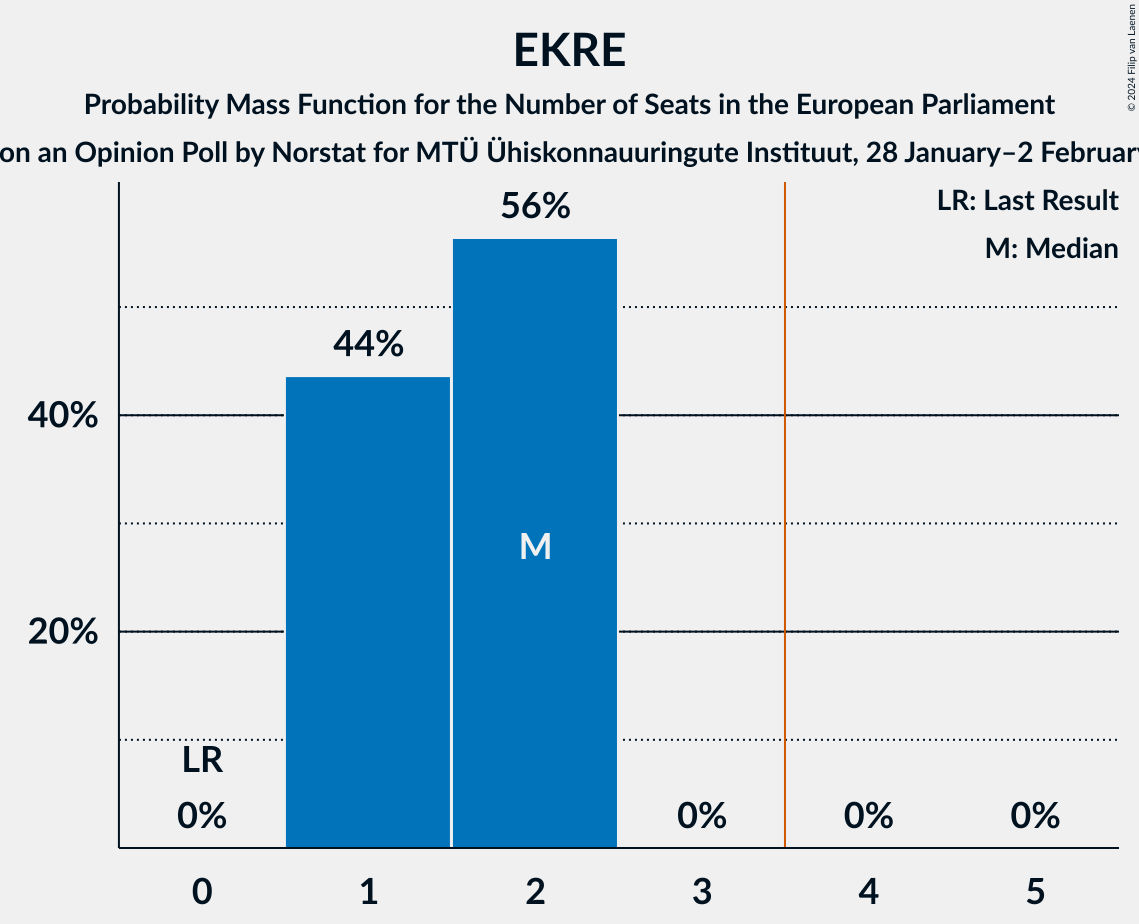 EKRE
Probability Mass Function for the Number of Seats in the European Parliament
on an Opinion Poll by Norstat for MTÜ Ühiskonnauuringute Instituut, 28 January–2 February
© 2024 Filip van Laenen
LR: Last Result
M: Median
56%
44%
40%
M
20%
LR
0%
0%
0%
0%
0
1
2
3
4
5